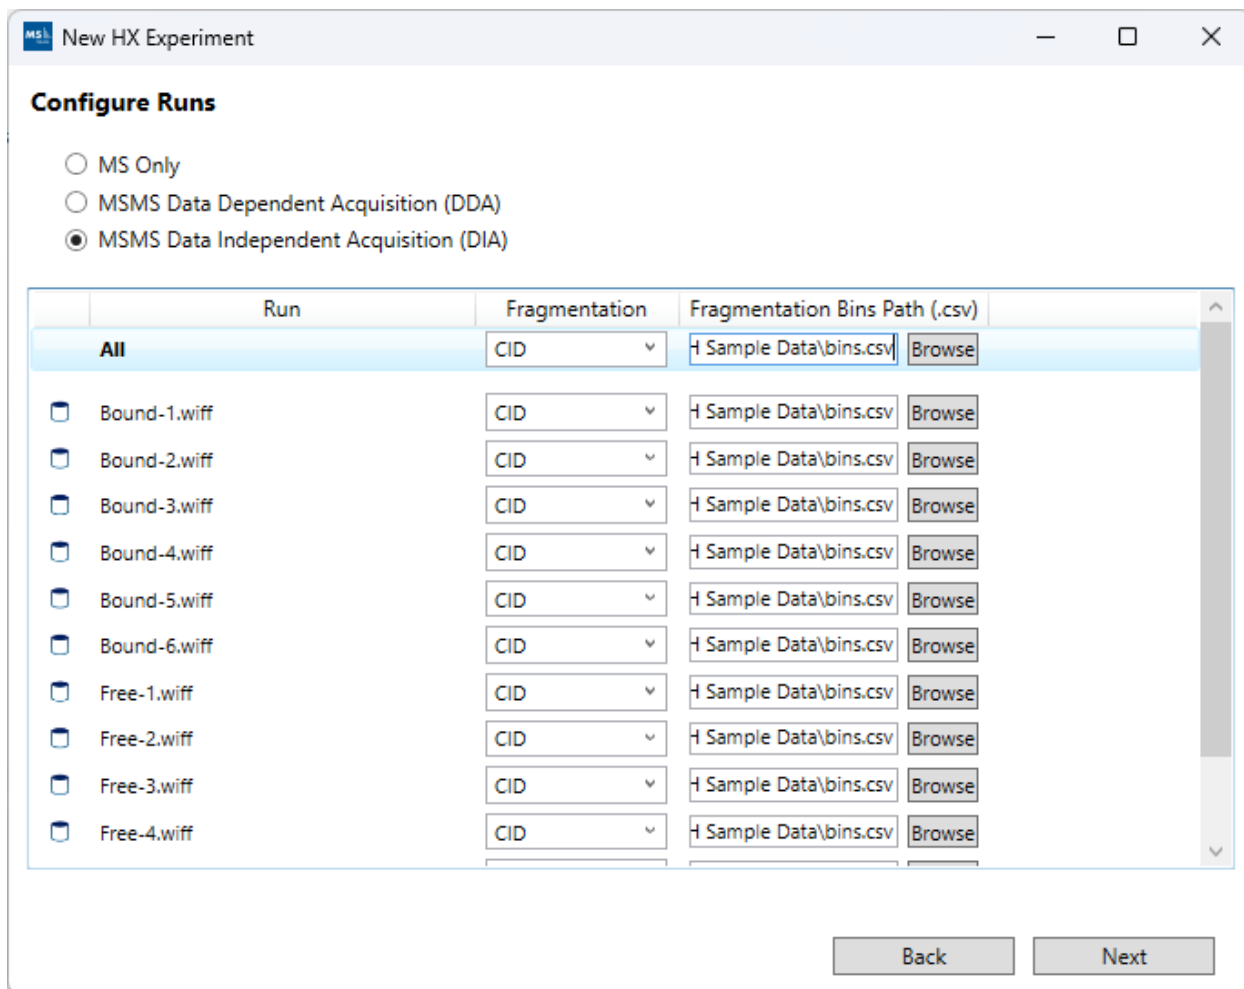 MS
New HX Experiment
Configure Runs
MS Only
MSMS Data Dependent Acquisition (DDA)
MSMS Data Independent Acquisition (DIA)
Run Fragmentation Fragmentation Bins Path (.csv)
All CID H Sample Data\bins.csv Browse
Bound-1.wiff CID H Sample Data\bins.csv Browse
Bound-2.wiff CID H Sample Data\bins.csv Browse
Bound-3.wiff CID H Sample Data\bins.csv Browse
Bound-4.wiff CID H Sample Data\bins.csv Browse
Bound-5.wiff CID H Sample Data\bins.csv Browse
Bound-6.wiff CID H Sample Data\bins.csv Browse
Free-1.wiff CID H Sample Data\bins.csv Browse
Free-2.wiff CID H Sample Data\bins.csv Browse
Free-3.wiff CID H Sample Data\bins.csv Browse
Free-4.wiff CID H Sample Data\bins.csv Browse
Back Next